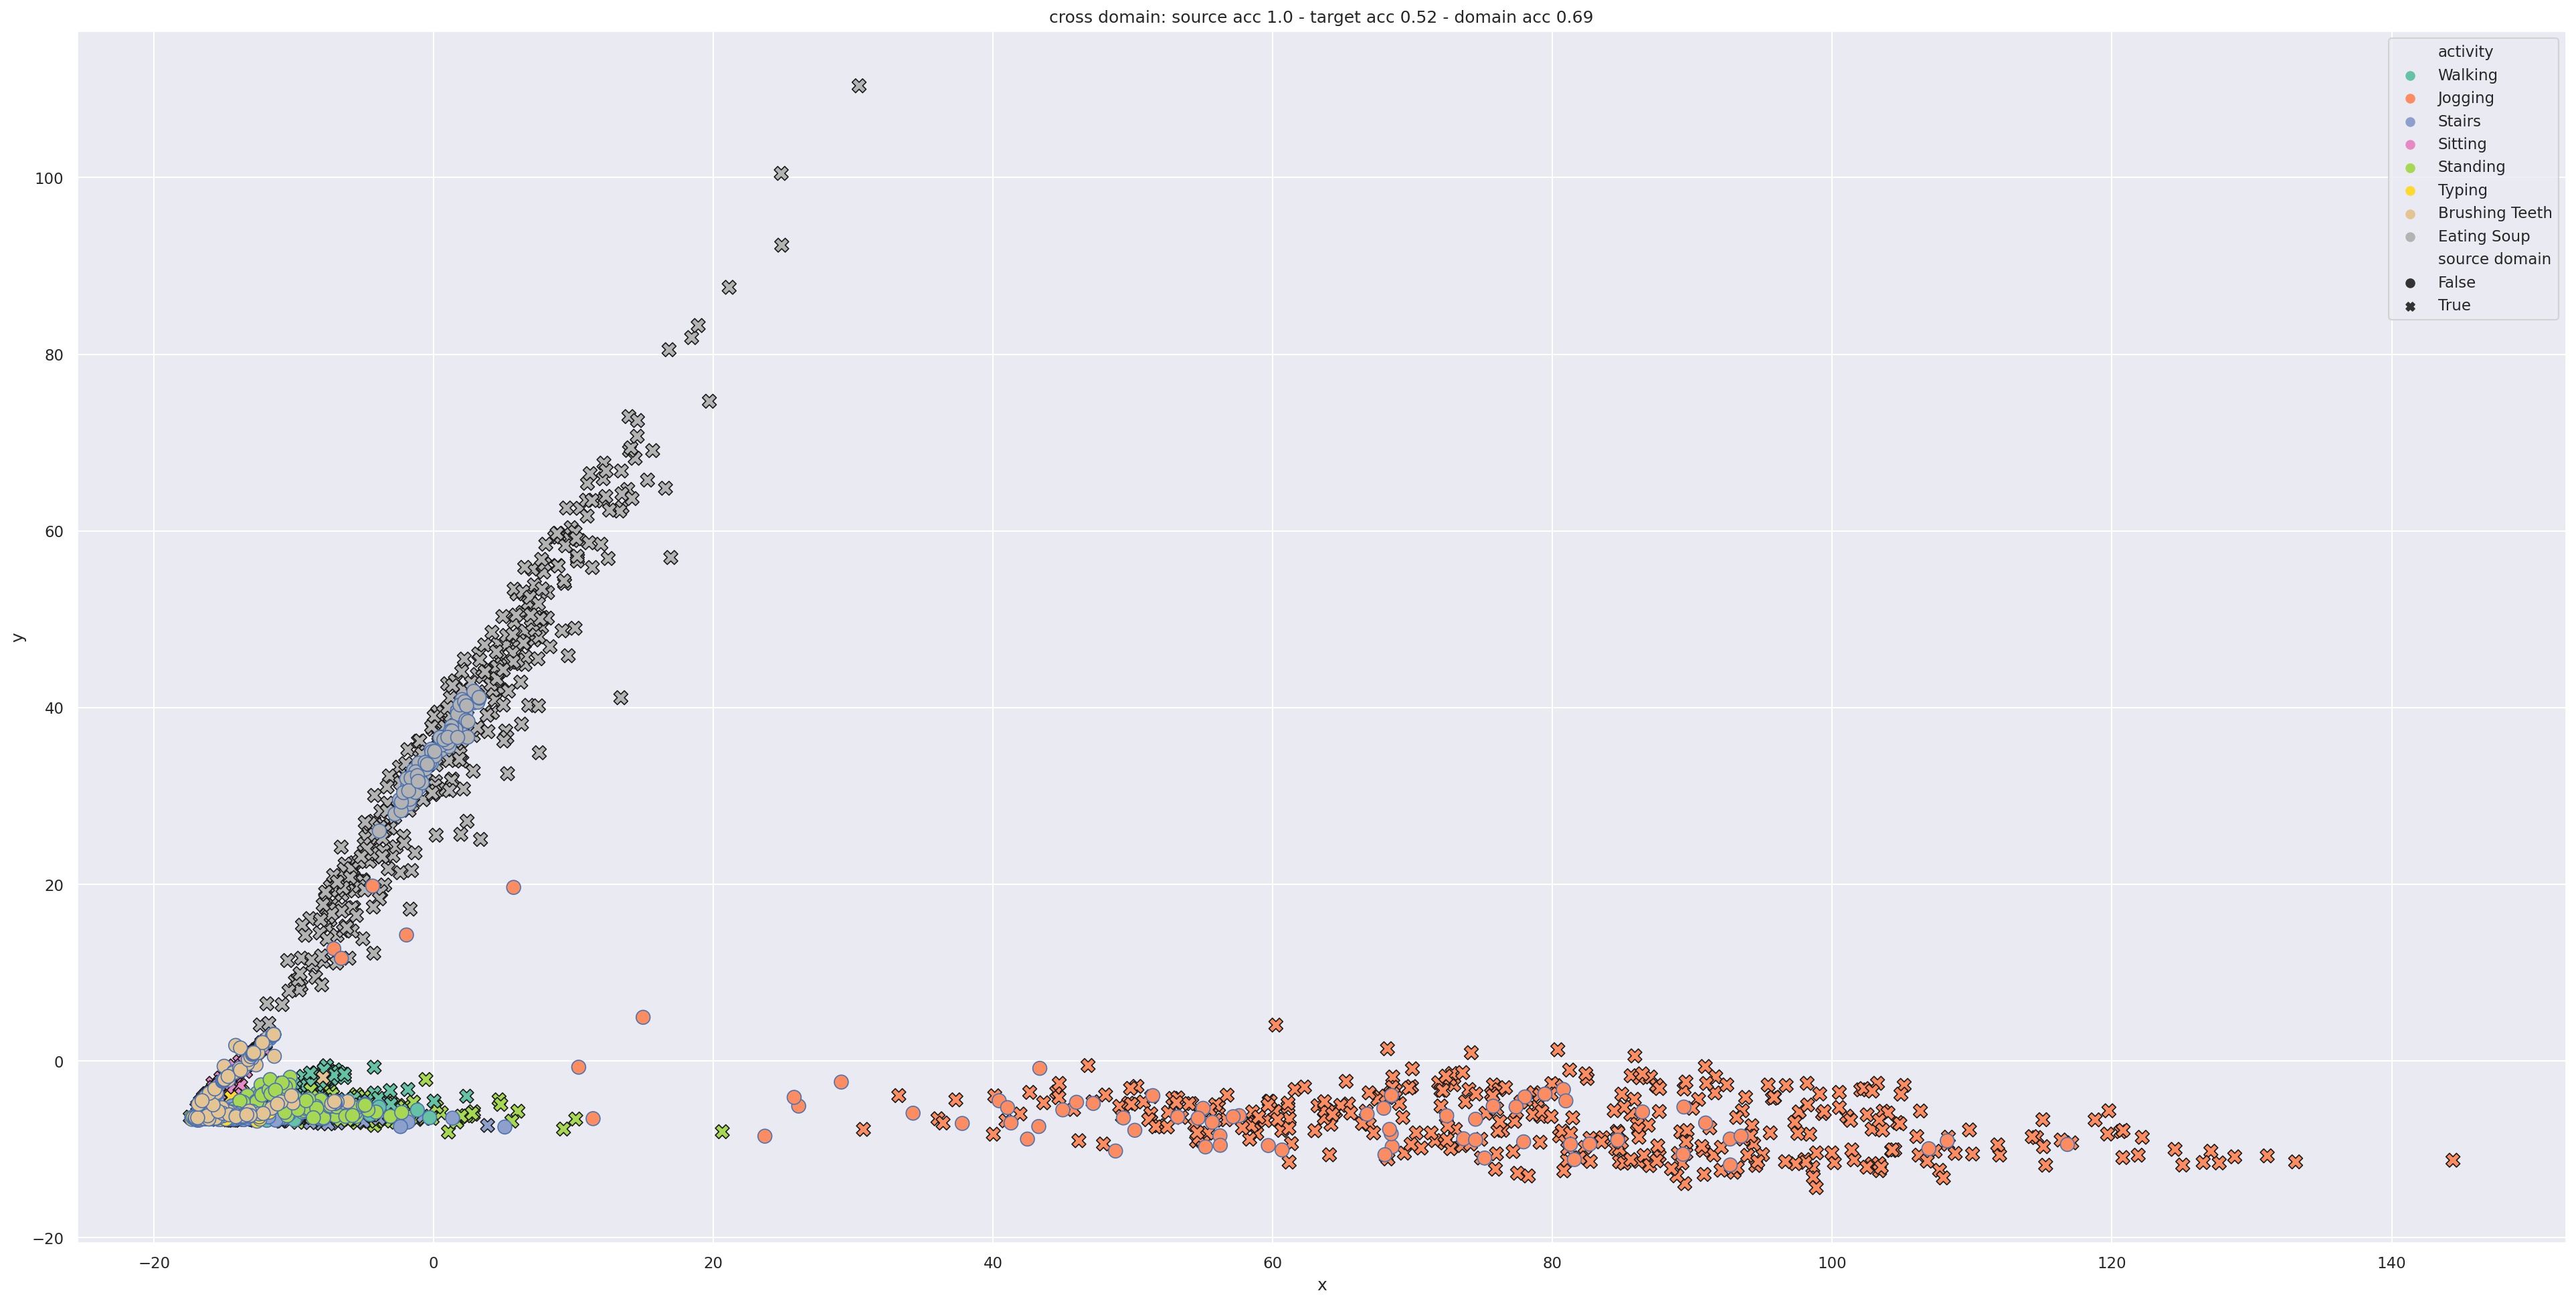 cross domain: source acc 1.0 - target acc 0.52 - domain acc 0.69
activity
Walking
Jogging
Stairs
Sitting
Standing
Typing
Brushing Teeth
Eating Soup
source domain
False
True
100
80
60
40
20
0
−20
y
−20 0 20 40 60 80 100 120 140
x